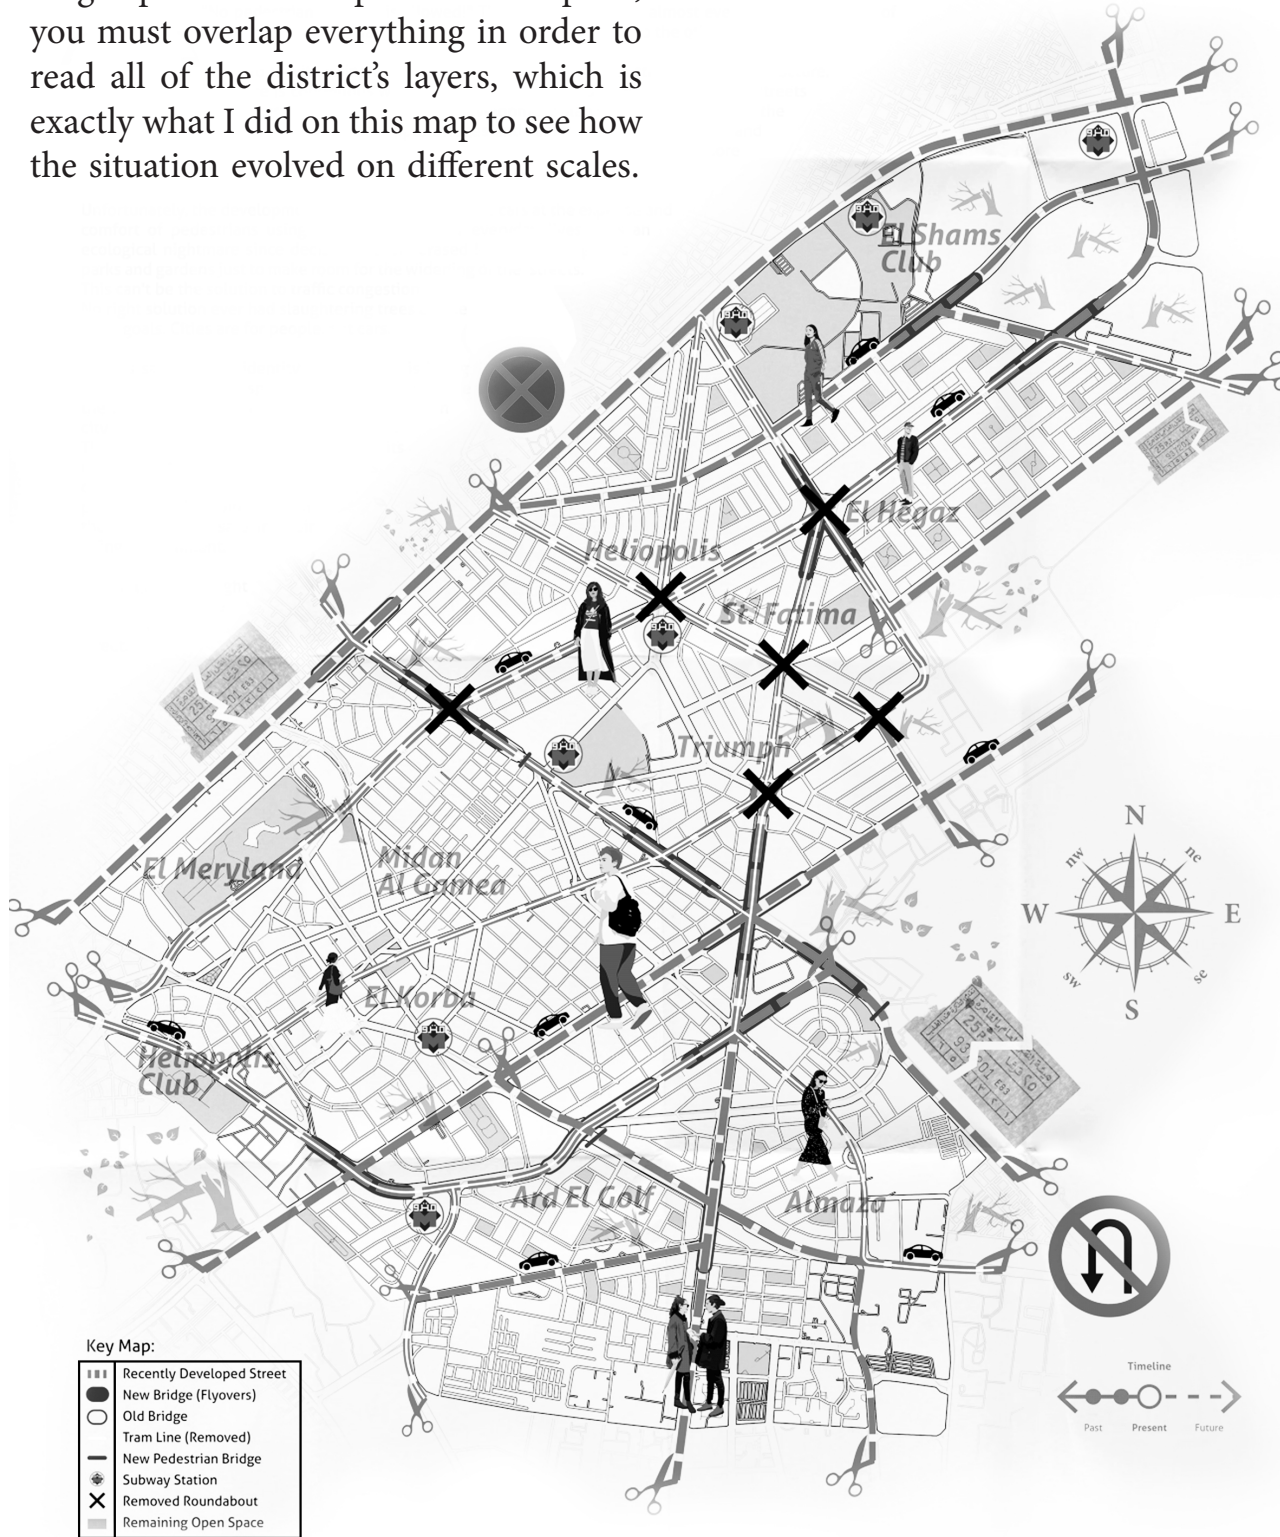 you must overlap everything in order to
read all of the district's layers, which is
exactly what I did on this map to see how
the situation evolved on different scales.
El Shams
Club
El Hegaz
Heliopolis
St. Fatima
Triumph
El Meryland
Midan
Al Gamea
El Korba
Heliopolis
Club
Ard El Golf
Almaza
N
nw
ne
W
E
sw
se
S
Key Map:
Recently Developed Street
New Bridge (Flyovers)
Old Bridge
Tram Line (Removed)
New Pedestrian Bridge
Subway Station
Removed Roundabout
Remaining Open Space
Timeline
Past
Present
Future